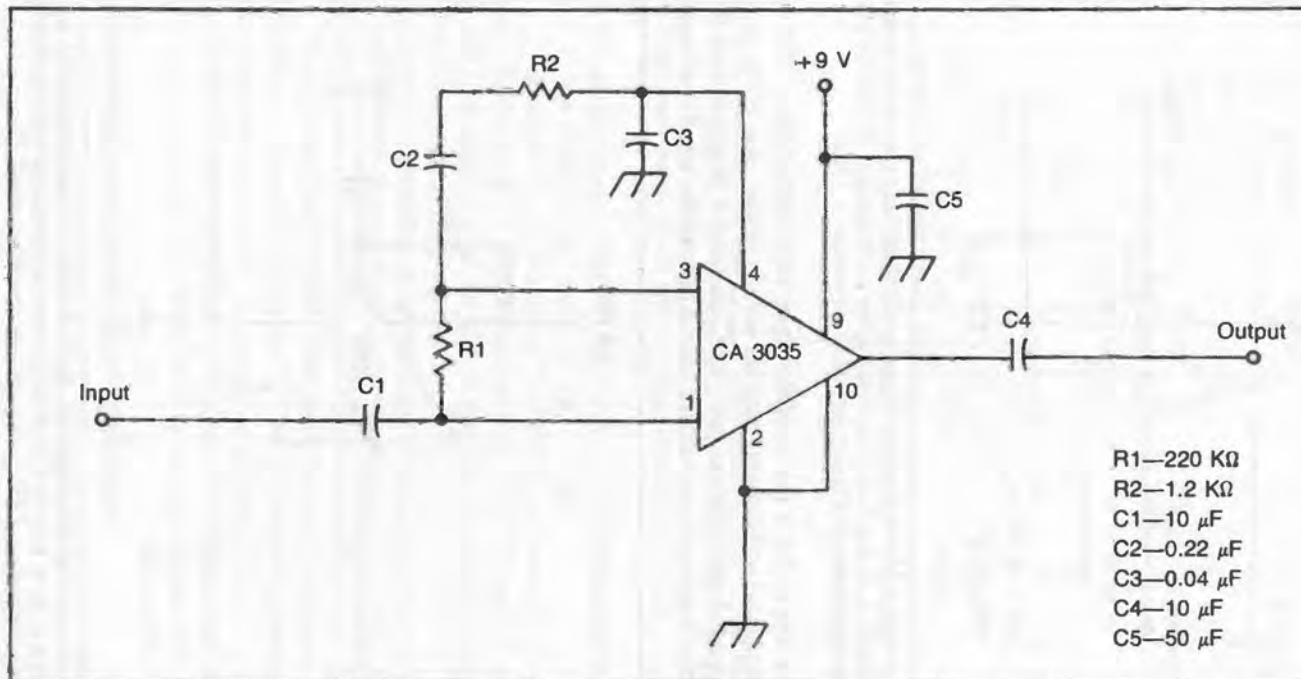 R2
+9 V
C3
C2
C5
3
4
9
C4
Output
R1
CA 3035
C1
10
Input
1
2
R1—220 KΩ
R2—1.2 KΩ
C1—10 μF
C2—0.22 μF
C3—0.04 μF
C4—10 μF
C5—50 μF